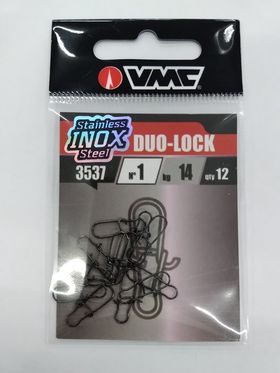 VMC
Stainless
INOX
Steel
DUO-LOCK
3537 N° 1 kg 14 qty 12